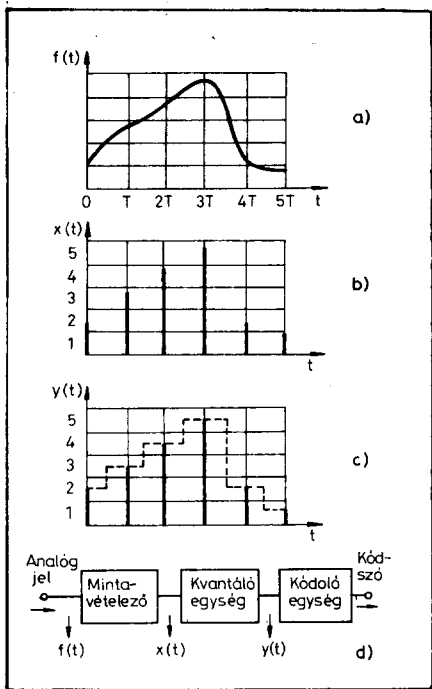 f(t)
a)
0 T 2T 3T 4T 5T t
x(t)
5
4
3
2
1
b)
t
y(t)
5
4
3
2
1
c)
t
Analóg jel
Minta-
vételező
Kvantáló
egység
Kódoló
egység
Kód-
szó
f(t) x(t) y(t) d)